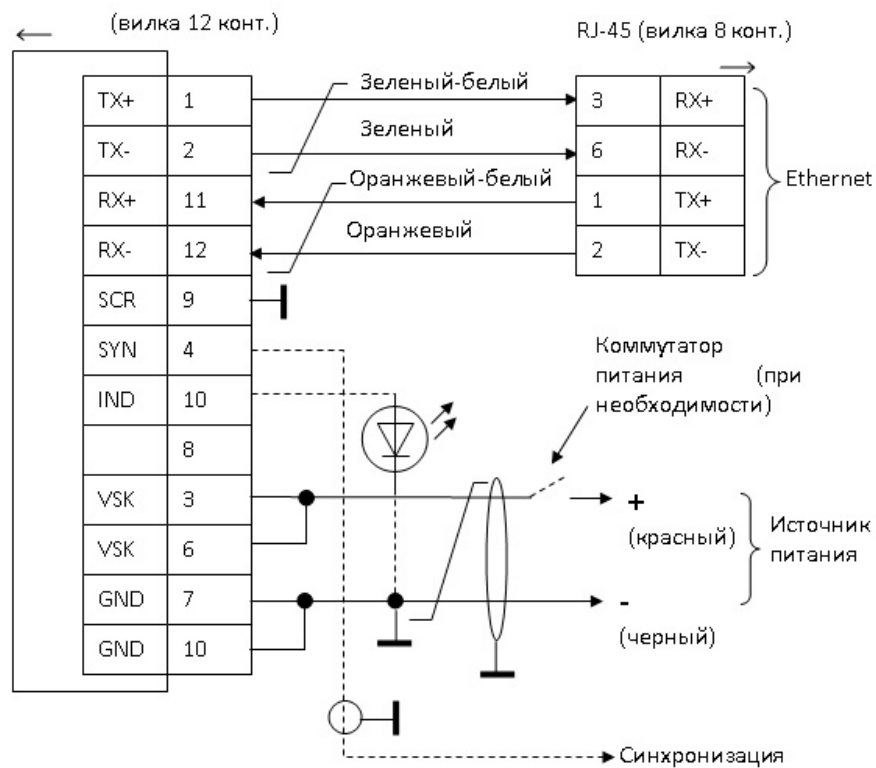 (вилка 12 конт.)
RJ-45 (вилка 8 конт.)
TX+ 1
TX- 2
RX+ 11
RX- 12
SCR 9
SYN 4
IND 10
8
VSK 3
VSK 6
GND 7
GND 10
Зеленый-белый
Зеленый
Оранжевый-белый
Оранжевый
3 RX+
6 RX-
1 TX+
2 TX-
Ethernet
Коммутатор
питания (при
необходимости)
+
(красный)
-
(черный)
Источник
питания
Синхронизация